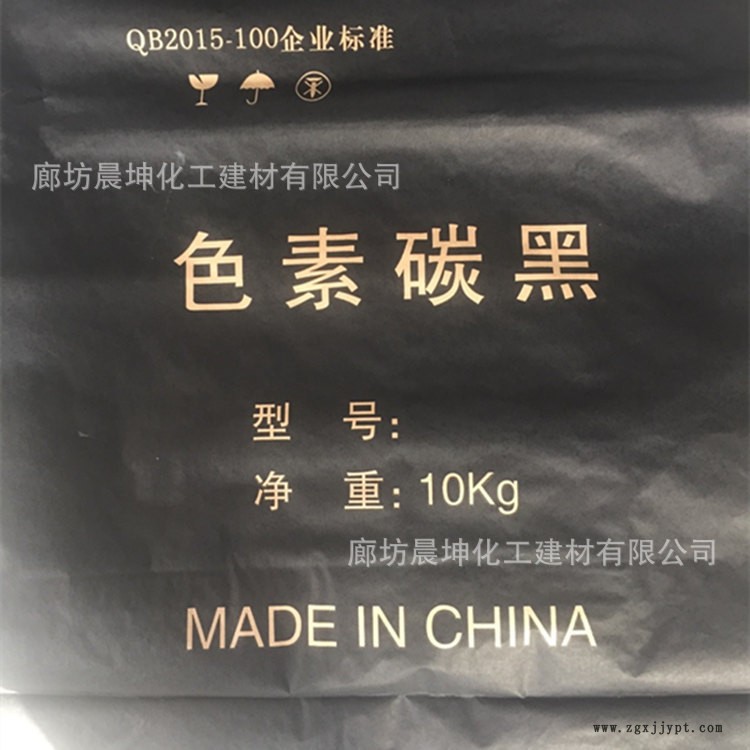 QB2015-100企业标准
廊坊晨坤化工建材有限公司
色素碳黑
型 号：
净 重：10Kg
廊坊晨坤化工建材有限公司
MADE IN CHINA
www.zgxjjypt.com